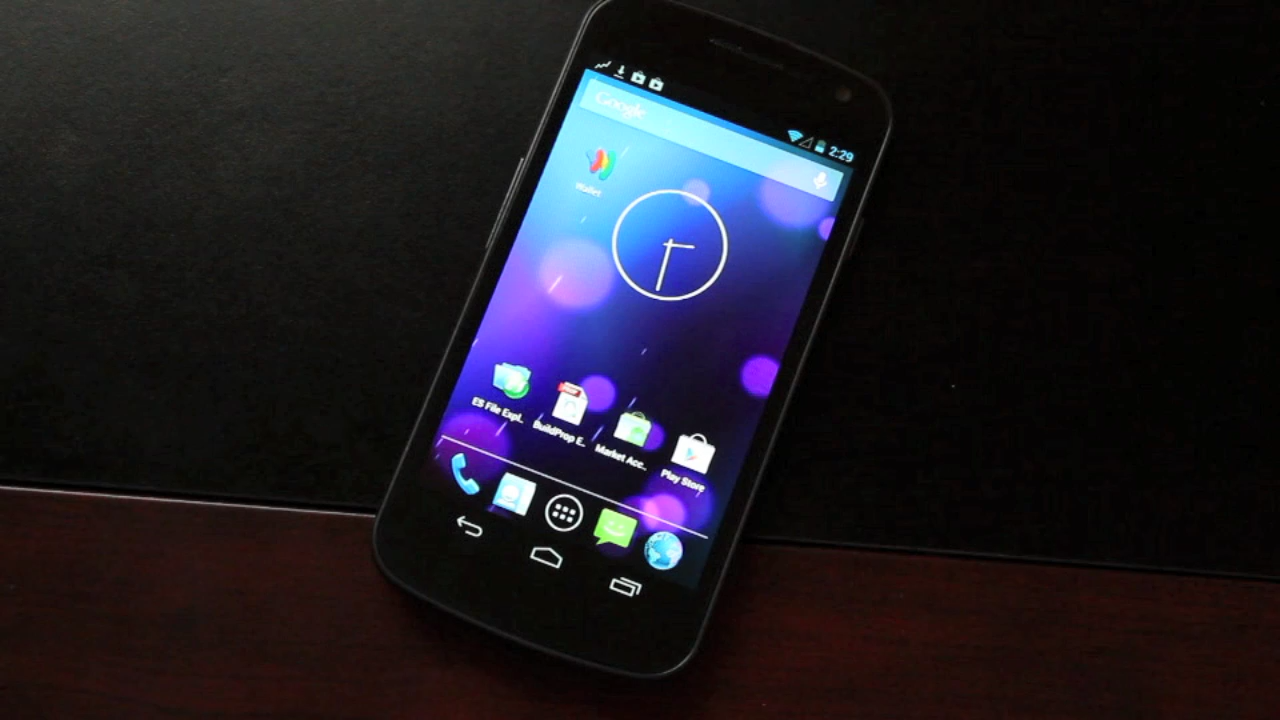 2:29
Google
Wallet
ES File Expl..
BuildProp E..
Market Acc..
Play Store